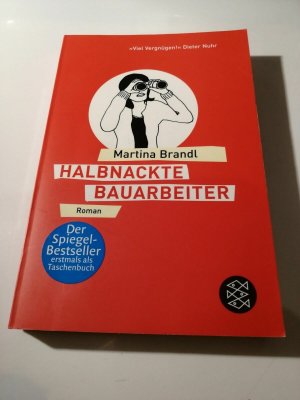 »Viel Vergnügen!« Dieter Nuhr
Martina Brandl
HALBNACKTE
BAUARBEITER
Roman
Der
Spiegel-
Bestseller
erstmals als
Taschenbuch